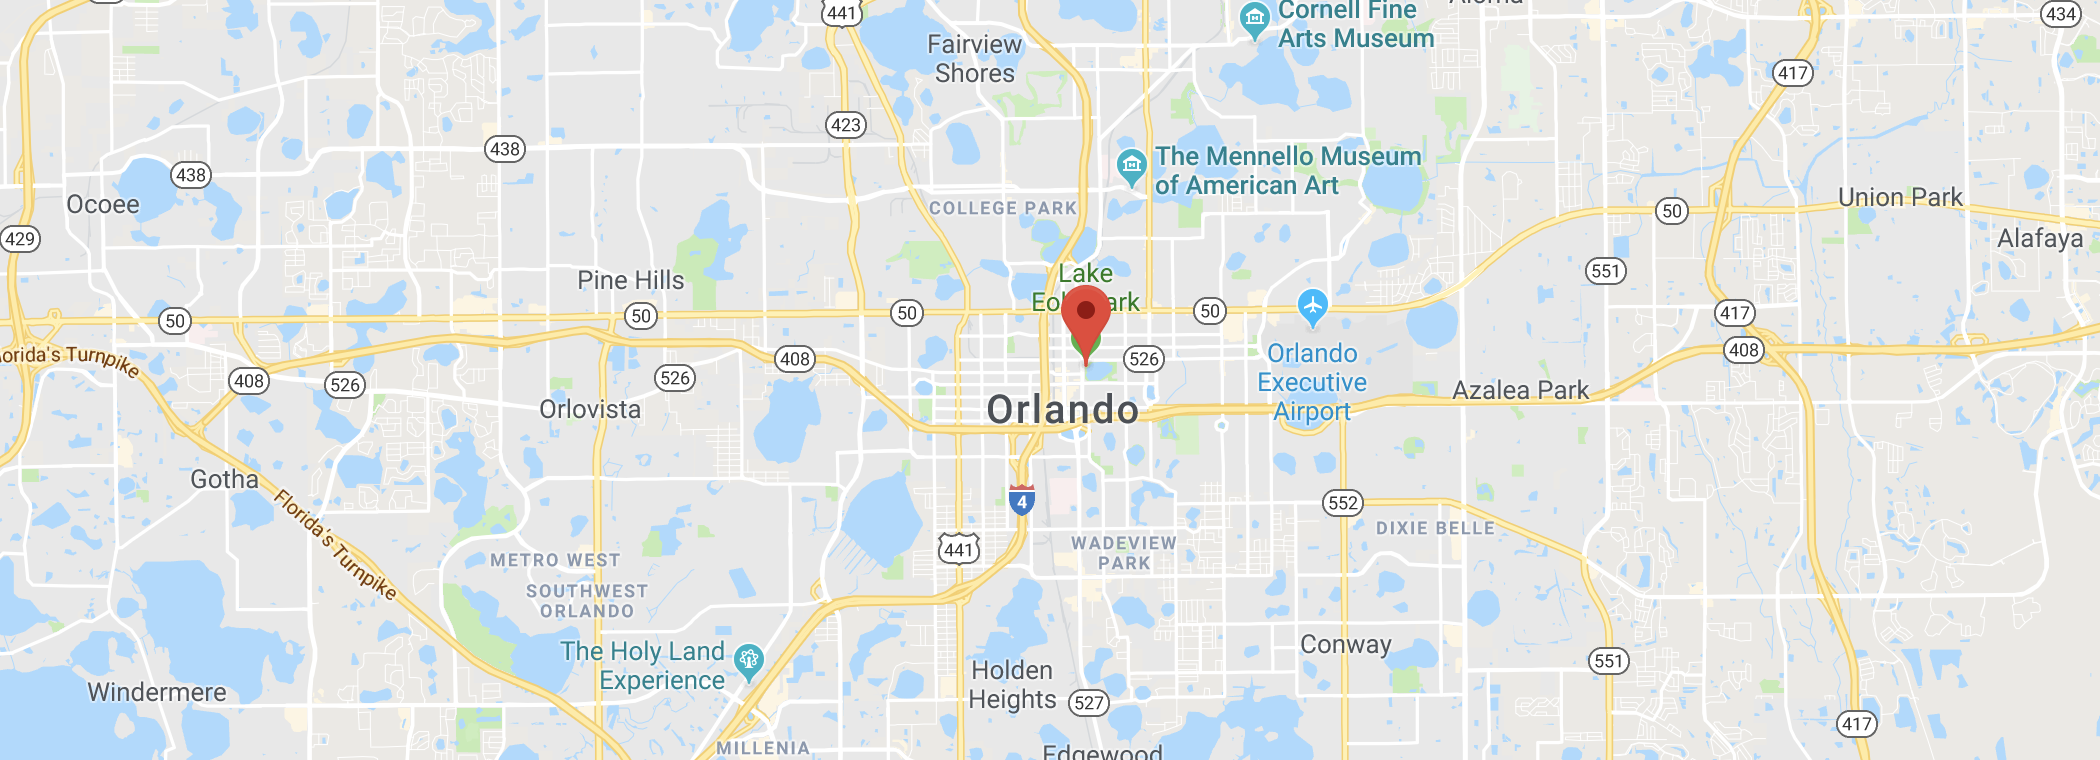 441
Fairview
Shores
Cornell Fine
Arts Museum
434
417
423
438
438
The Mennello Museum
of American Art
Ocoee
COLLEGE PARK
50
Union Park
429
Alafaya
Pine Hills
Lake
551
50
50
50
50
417
Orlando
Executive
Airport
526
408
408
Florida's Turnpike
408
526
526
Azalea Park
Orlovista
Orlando
Gotha
Florida's Turnpike
4
552
DIXIE BELLE
441
WADEVIEW
PARK
METRO WEST
SOUTHWEST
ORLANDO
The Holy Land
Experience
Conway
551
Holden
Heights
527
Windermere
417
MILLENIA
Edgewood